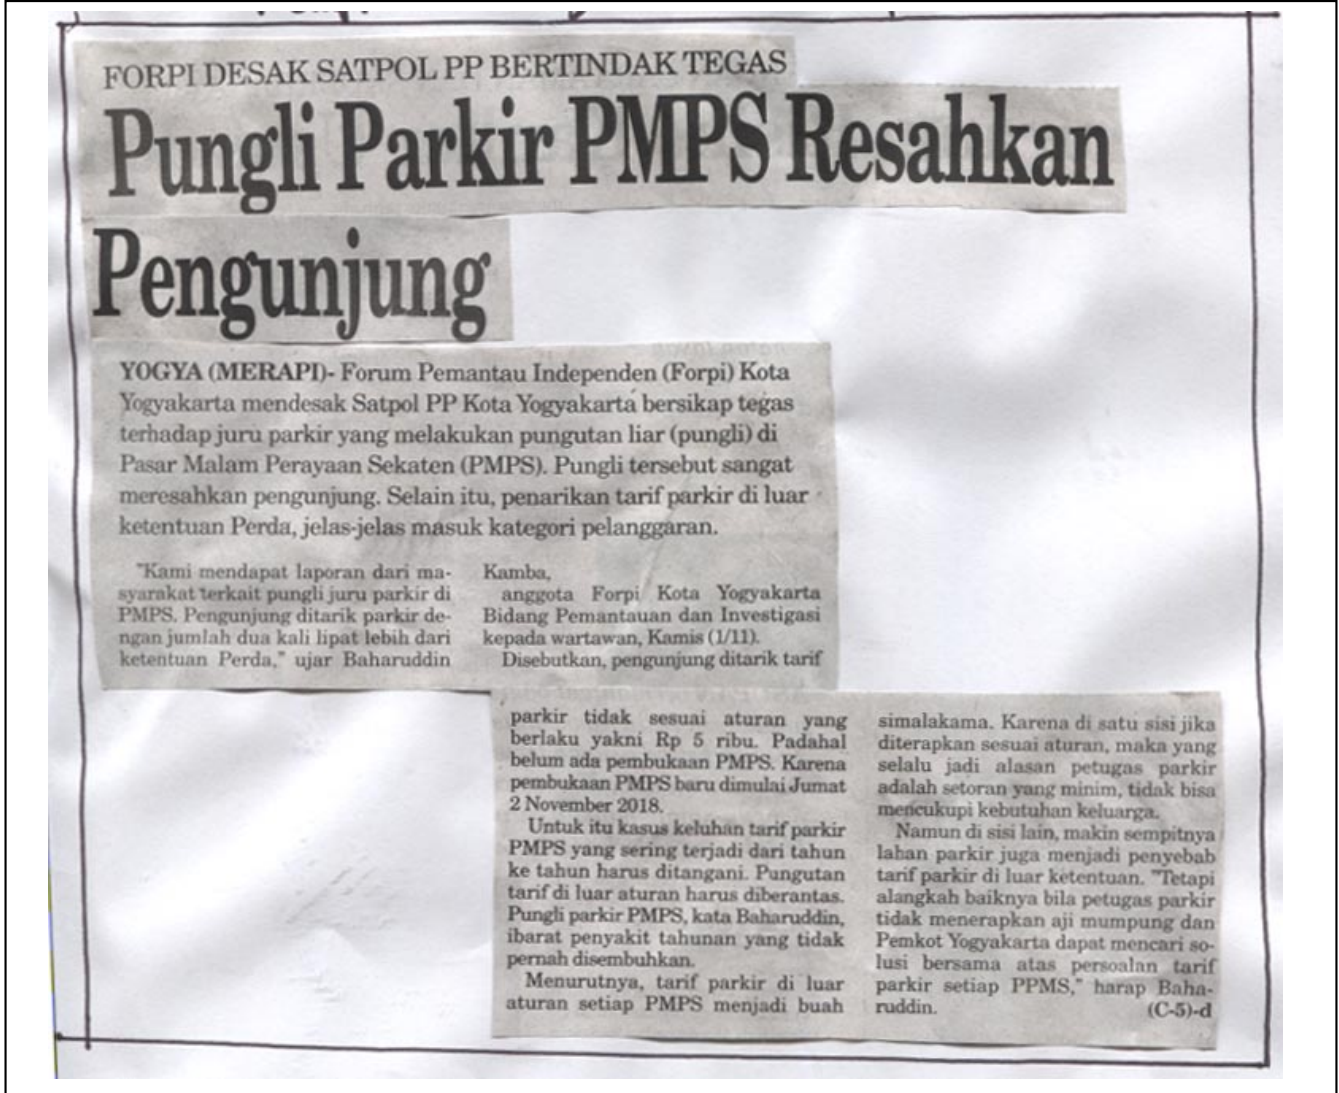 FORPI DESAK SATPOL PP BERTINDAK TEGAS
Pungli Parkir PMPS Resahkan
Pengunjung
YOGYA (MERAPI)- Forum Pemantau Independen (Forpi) Kota
Yogyakarta mendesak Satpol PP Kota Yogyakarta bersikap tegas
terhadap juru parkir yang melakukan pungutan liar (pungli) di
Pasar Malam Perayaan Sekaten (PMPS). Pungli tersebut sangat
meresahkan pengunjung. Selain itu, penarikan tarif parkir di luar
ketentuan Perda, jelas-jelas masuk kategori pelanggaran.
"Kami mendapat laporan dari ma-
syarakat terkait pungli juru parkir di
PMPS. Pengunjung ditarik parkir de-
ngan jumlah dua kali lipat lebih dari
ketentuan Perda," ujar Baharuddin
Kamba,
anggota Forpi Kota Yogyakarta
Bidang Pemantauan dan Investigasi
kepada wartawan, Kamis (1/11).
Disebutkan, pengunjung ditarik tarif
parkir tidak sesuai aturan yang
berlaku yakni Rp 5 ribu. Padahal
belum ada pembukaan PMPS. Karena
pembukaan PMPS baru dimulai Jumat
2 November 2018.
Untuk itu kasus keluhan tarif parkir
PMPS yang sering terjadi dari tahun
ke tahun harus ditangani. Pungutan
tarif di luar aturan harus diberantas.
Pungli parkir PMPS, kata Baharuddin,
ibarat penyakit tahunan yang tidak
pernah disembuhkan.
Menurutnya, tarif parkir di luar
aturan setiap PMPS menjadi buah
simalakama. Karena di satu sisi jika
diterapkan sesuai aturan, maka yang
selalu jadi alasan petugas parkir
adalah setoran yang minim, tidak bisa
mencukupi kebutuhan keluarga.
Namun di sisi lain, makin sempitnya
lahan parkir juga menjadi penyebab
tarif parkir di luar ketentuan. "Tetapi
alangkah baiknya bila petugas parkir
tidak menerapkan aji mumpung dan
Pemkot Yogyakarta dapat mencari so-
lusi bersama atas persoalan tarif
parkir setiap PPMS," harap Baha-
ruddin. (C-5)-d